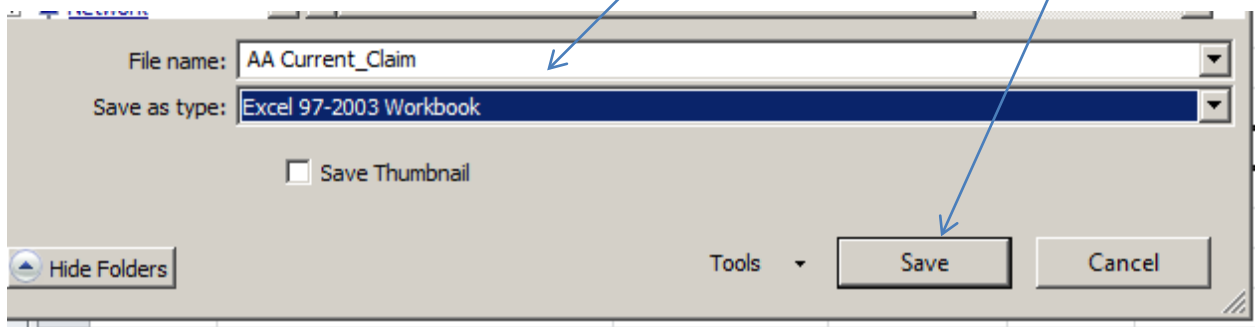 Network
File name: AA Current_Claim
Save as type: Excel 97-2003 Workbook
Save Thumbnail
Hide Folders Tools Save Cancel